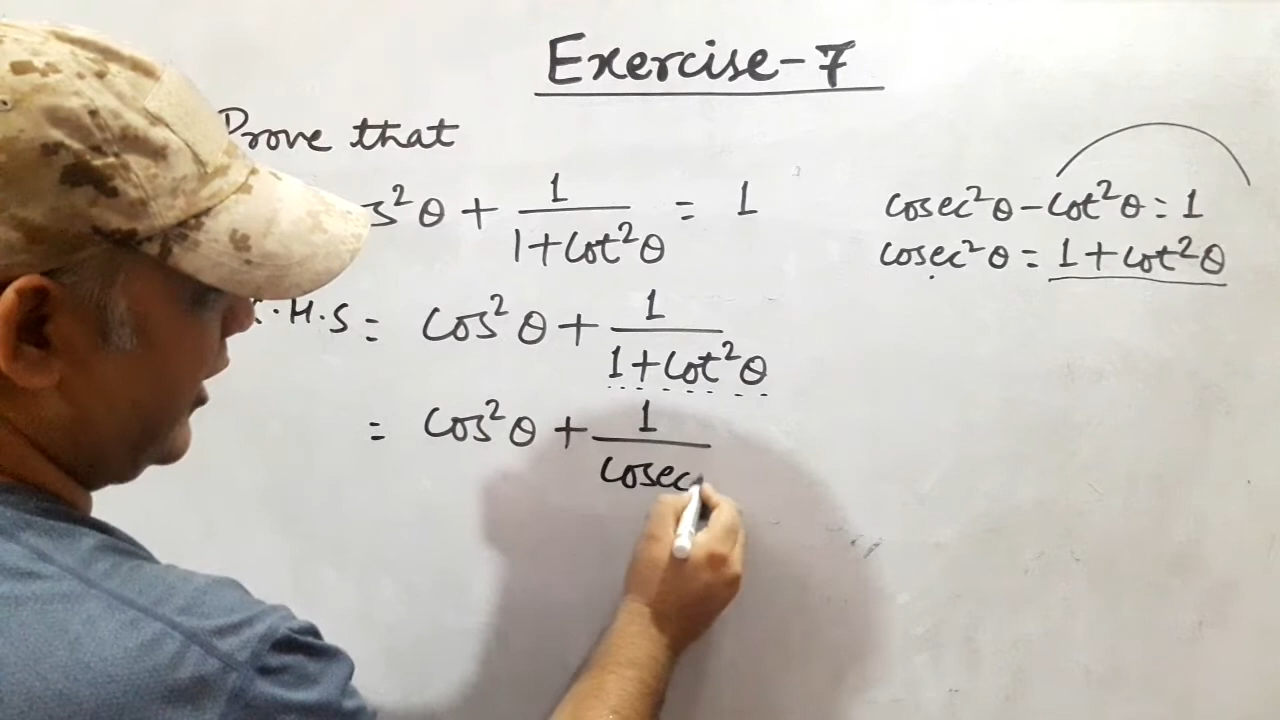 Exercise-7
Prove that
s²θ + 1/(1+cot²θ) = 1
cosec²θ - cot²θ = 1
cosec²θ = 1+cot²θ
.H.S = cos²θ + 1/(1+cot²θ)
= cos²θ + 1/cosec